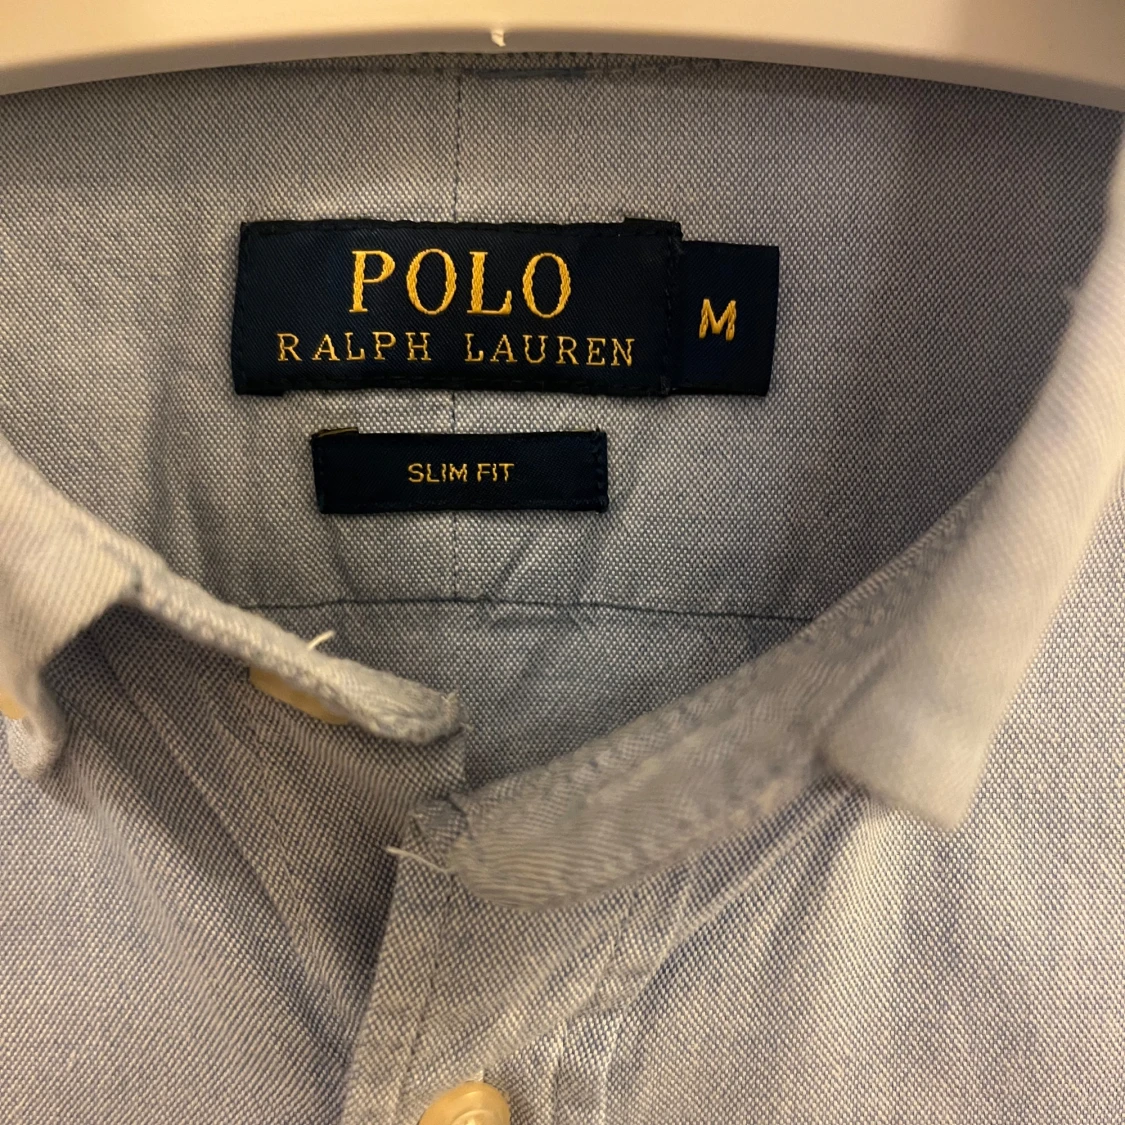 POLO
RALPH LAUREN
M
SLIM FIT